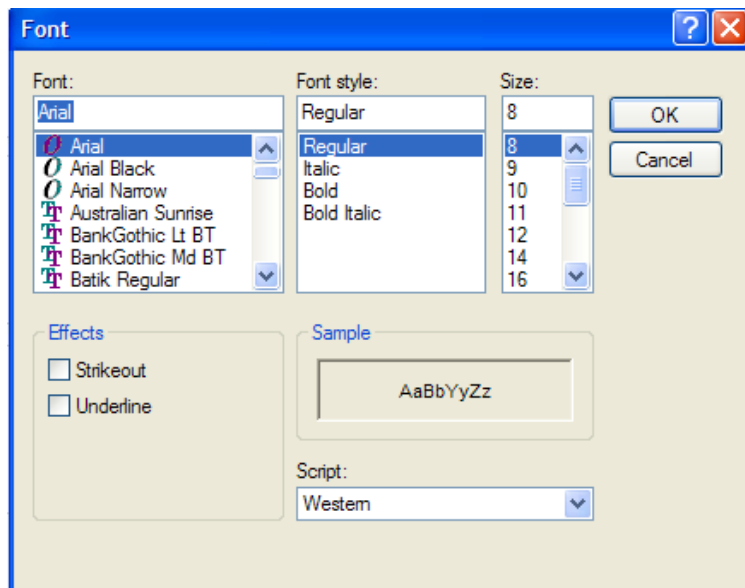 Font
Font: Font style: Size:
Arial Regular 8 OK
Arial Regular 8 Cancel
Arial Black Italic 9
Arial Narrow Bold 10
Australian Sunrise Bold Italic 11
BankGothic Lt BT 12
BankGothic Md BT 14
Batik Regular 16
Effects Sample
Strikeout
AaBbYyZz
Underline
Script:
Western